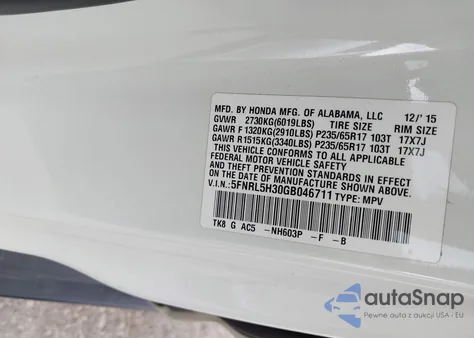 MFD. BY HONDA MFG. OF ALABAMA, LLC 12/'15
GVWR 2730KG(6019LBS) TIRE SIZE RIM SIZE
GAWR F 1320KG(2910LBS) P235/65R17 103T 17X7J
GAWR R1515KG(3340LBS) P235/65R17 103T 17X7J
THIS VEHICLE CONFORMS TO ALL APPLICABLE
FEDERAL MOTOR VEHICLE SAFETY BUMPER
AND THEFT PREVENTION STANDARDS IN EFFECT
ON THE DATE OF MANUFACTURE SHOWN ABOVE.
V.I.N.:5FNRL5H30GB046711 TYPE: MPV
TK8 G AC5 -NH603P -F -B
autoSnap
Pewne auta z aukcji USA i EU